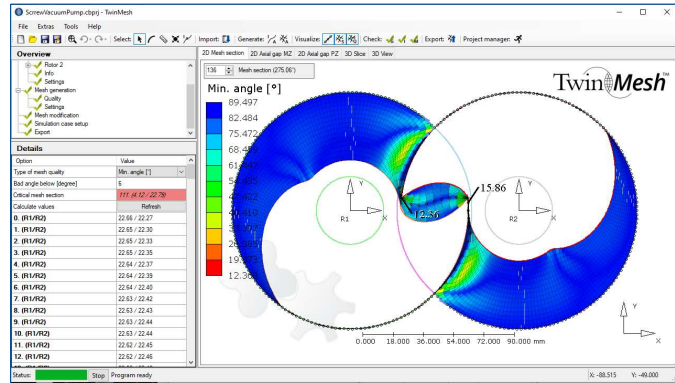 ScrewVacuumPump.cbprj - TwinMesh
File Extras Tools Help
Select: Import: Generate: Visualize: Check: Export: Project manager:
Overview
Rotor 2
Info
Settings
Mesh generation
Quality
Settings
Mesh modification
Simulation case setup
Export
Details
Option Value
Type of mesh quality Min. angle [°]
Bad angle below [degree] 6
Critical mesh section 111. (4.12 / 22.79)
Calculate values Refresh
0. (R1/R2) 22.66 / 22.27
1. (R1/R2) 22.65 / 22.30
2. (R1/R2) 22.65 / 22.33
3. (R1/R2) 22.65 / 22.35
4. (R1/R2) 22.64 / 22.37
5. (R1/R2) 22.64 / 22.39
6. (R1/R2) 22.64 / 22.40
7. (R1/R2) 22.63 / 22.42
8. (R1/R2) 22.63 / 22.43
9. (R1/R2) 22.63 / 22.44
10. (R1/R2) 22.63 / 22.44
11. (R1/R2) 22.62 / 22.45
12. (R1/R2) 22.62 / 22.46
2D Mesh section 2D Axial gap MZ 2D Axial gap PZ 3D Slice 3D View
136 Mesh section (275.06°)
TwinMesh
Min. angle [°]
89.497
82.484
75.472
12.36
15.86
Y
R1
X
Y
R2
X
0.000 18.000 36.000 54.000 72.000 90.000 mm
Y
X
Status: Stop Program ready X: -88.515 Y: -49.000